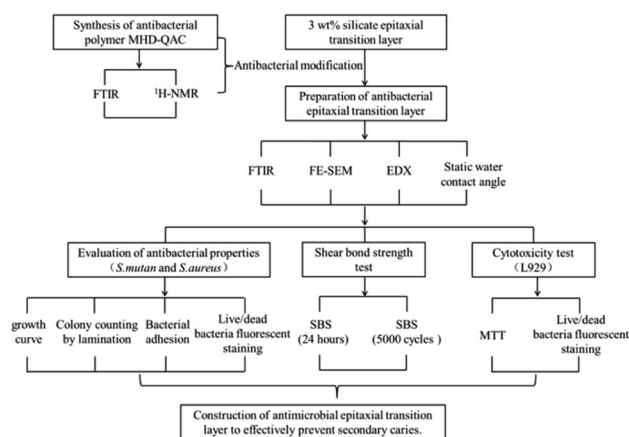 Synthesis of antibacterial
polymer MHD-QAC
3 wt% silicate epitaxial
transition layer
Antibacterial modification
FTIR
¹H-NMR
Preparation of antibacterial
epitaxial transition layer
FTIR
FE-SEM
EDX
Static water
contact angle
Evaluation of antibacterial properties
(S.mutan and S.aureus)
Shear bond strength
test
Cytotoxicity test
(L929)
growth
curve
Colony counting
by lamination
Bacterial
adhesion
Live/dead
bacteria fluorescent
staining
SBS
(24 hours)
SBS
(5000 cycles)
MTT
Live/dead
bacteria fluorescent
staining
Construction of antimicrobial epitaxial transition
layer to effectively prevent secondary caries.